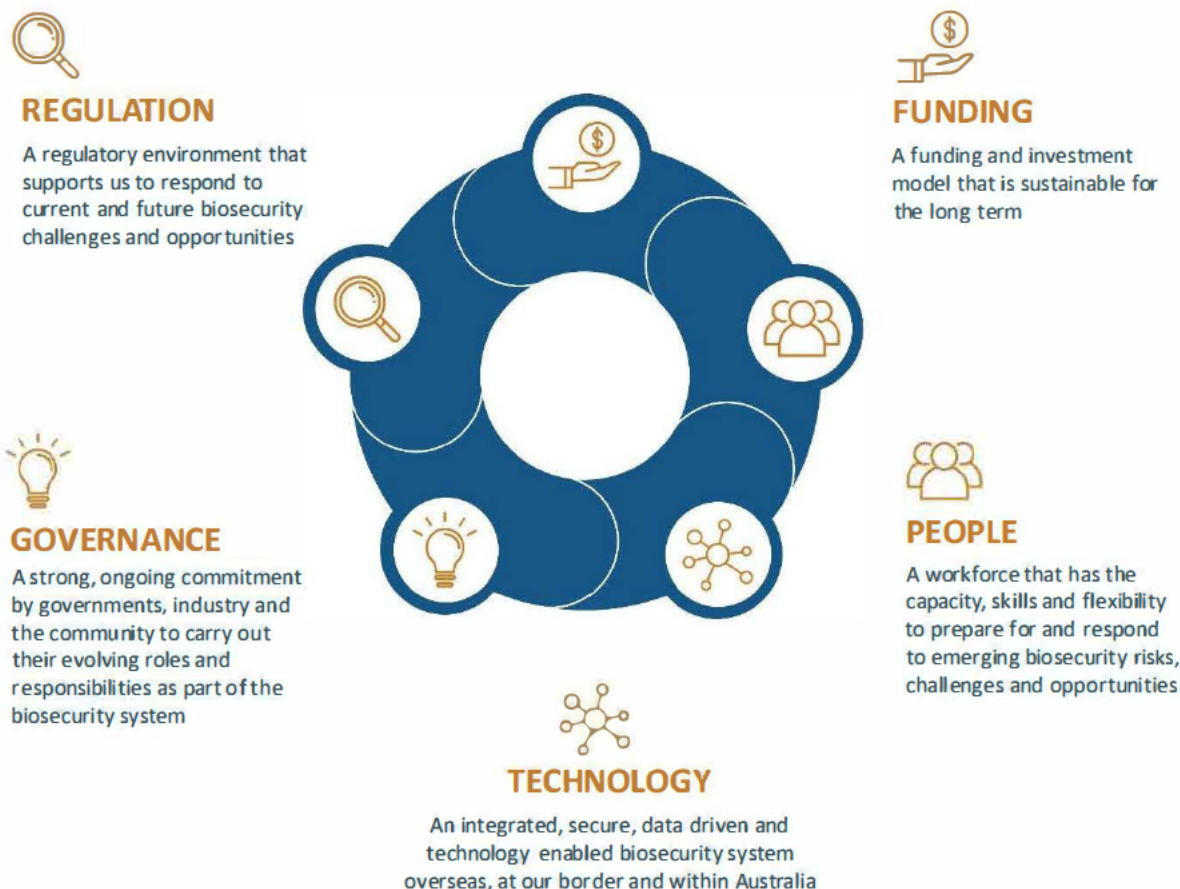 REGULATION
A regulatory environment that
supports us to respond to
current and future biosecurity
challenges and opportunities
FUNDING
A funding and investment
model that is sustainable for
the long term
GOVERNANCE
A strong, ongoing commitment
by governments, industry and
the community to carry out
their evolving roles and
responsibilities as part of the
biosecurity system
PEOPLE
A workforce that has the
capacity, skills and flexibility
to prepare for and respond
to emerging biosecurity risks,
challenges and opportunities
TECHNOLOGY
An integrated, secure, data driven and
technology enabled biosecurity system
overseas, at our border and within Australia